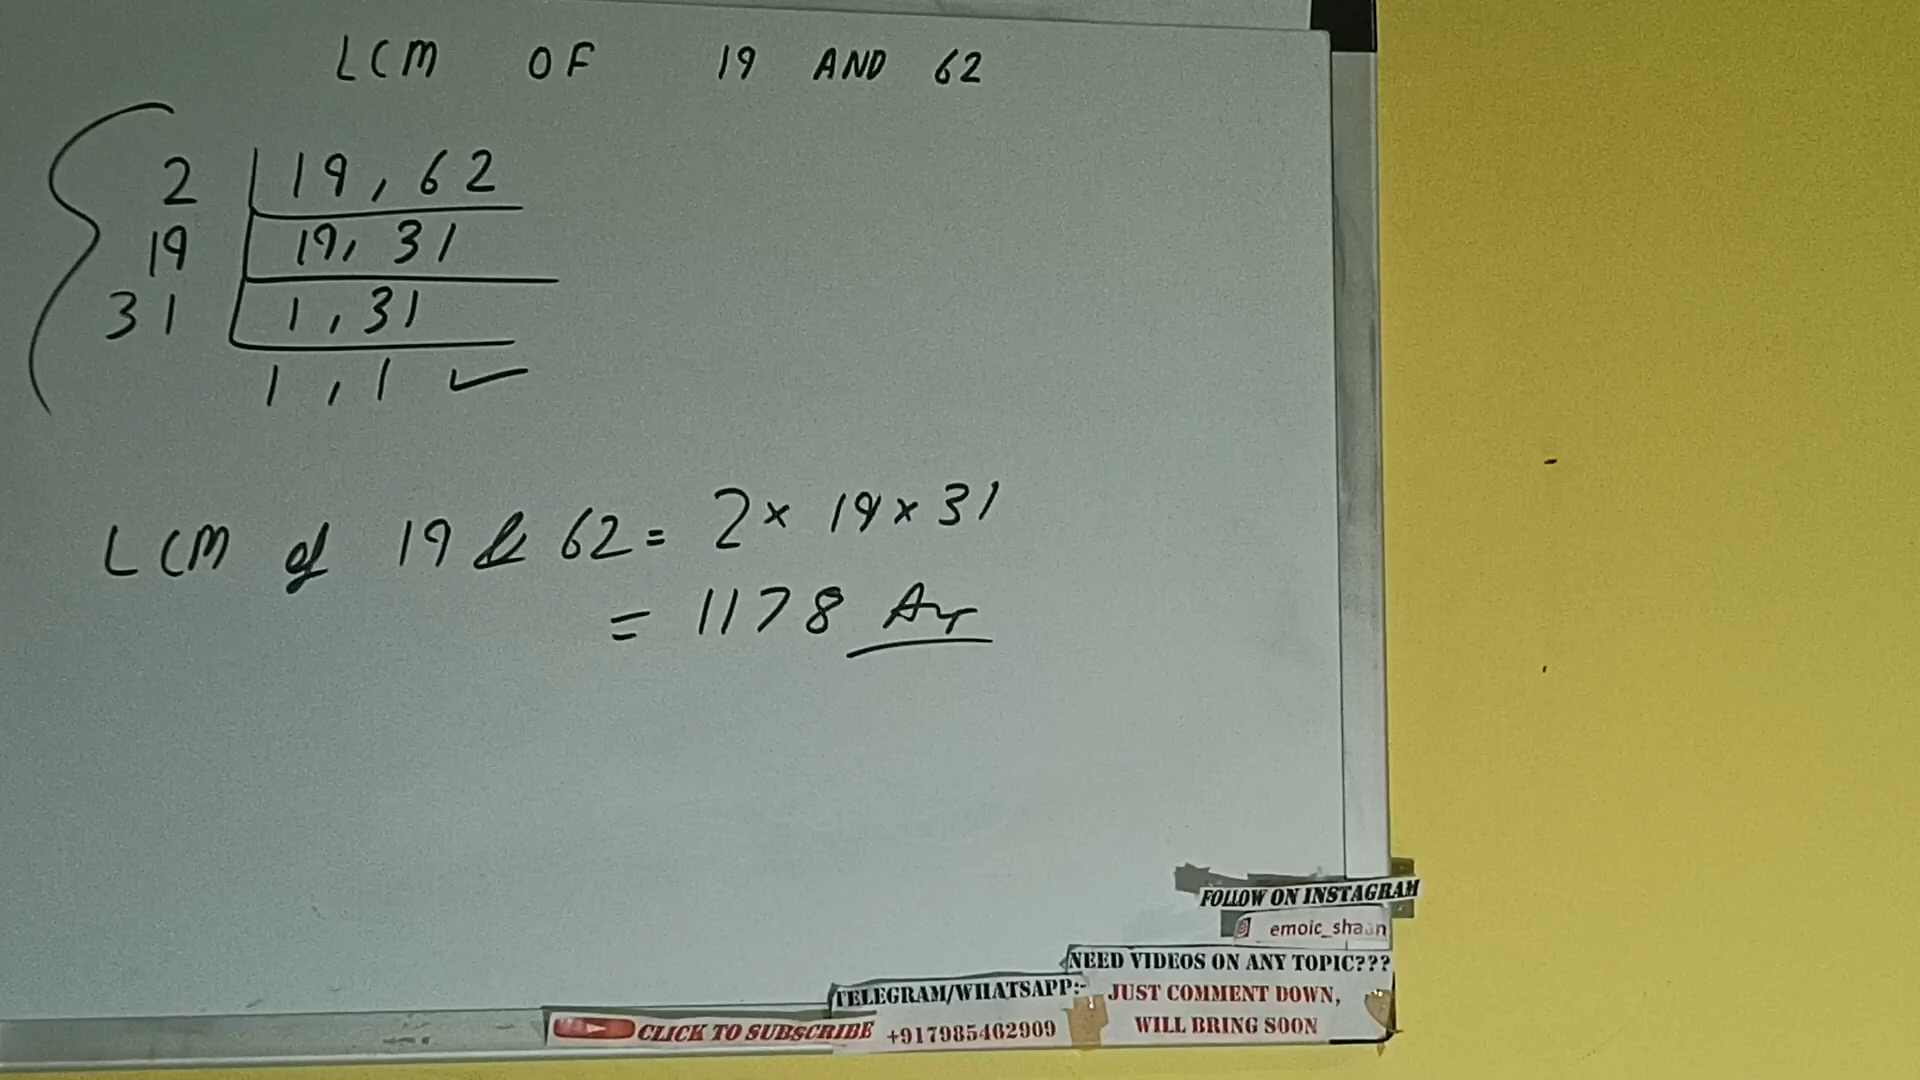 LCM OF 19 AND 62
2 | 19, 62
19 | 19, 31
31 | 1, 31
1, 1 ✓
LCM of 19 & 62 = 2 × 19 × 31
= 1178 Ans
FOLLOW ON INSTAGRAM
emoic_shaan
NEED VIDEOS ON ANY TOPIC???
JUST COMMENT DOWN,
WILL BRING SOON
TELEGRAM/WHATSAPP:-
+917985462909
CLICK TO SUBSCRIBE